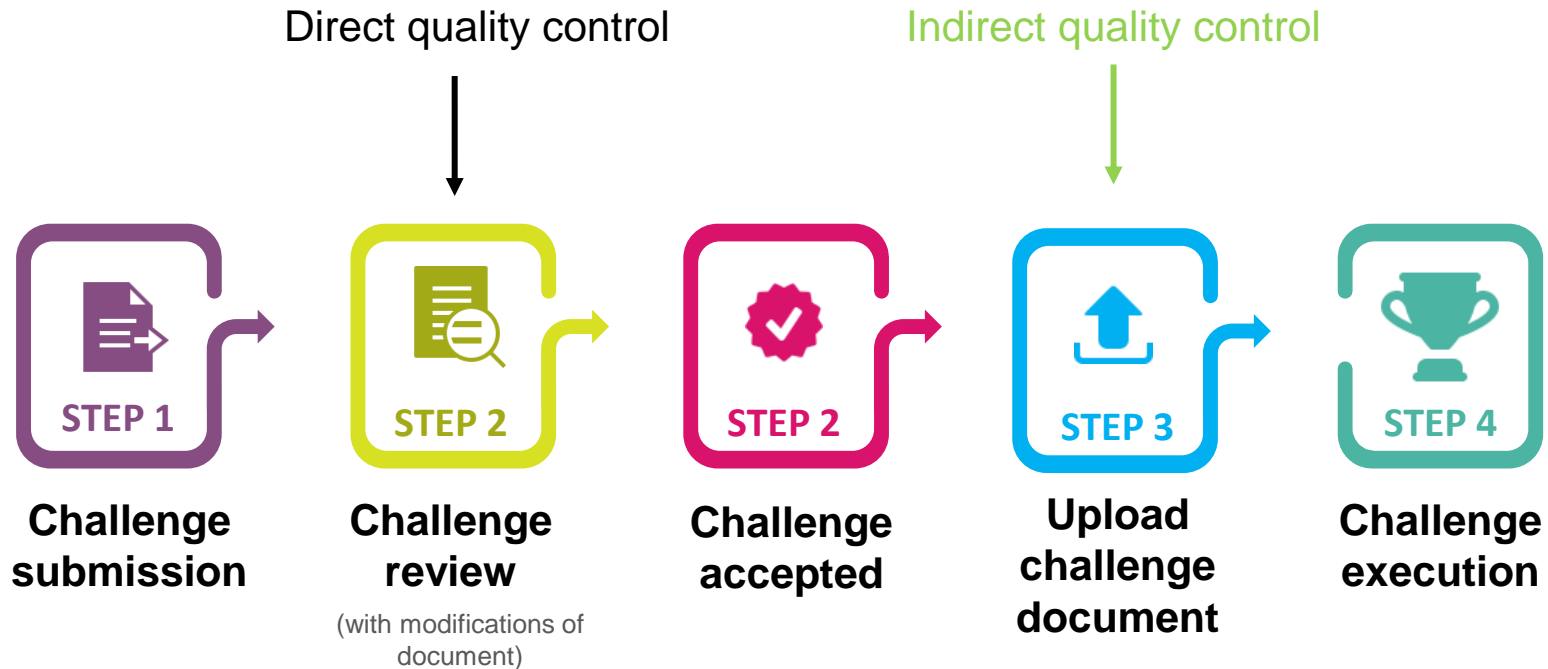 Direct quality control
Indirect quality control
STEP 1
STEP 2
STEP 2
STEP 3
STEP 4
Challenge
submission
Challenge
review
(with modifications of
document)
Challenge
accepted
Upload
challenge
document
Challenge
execution